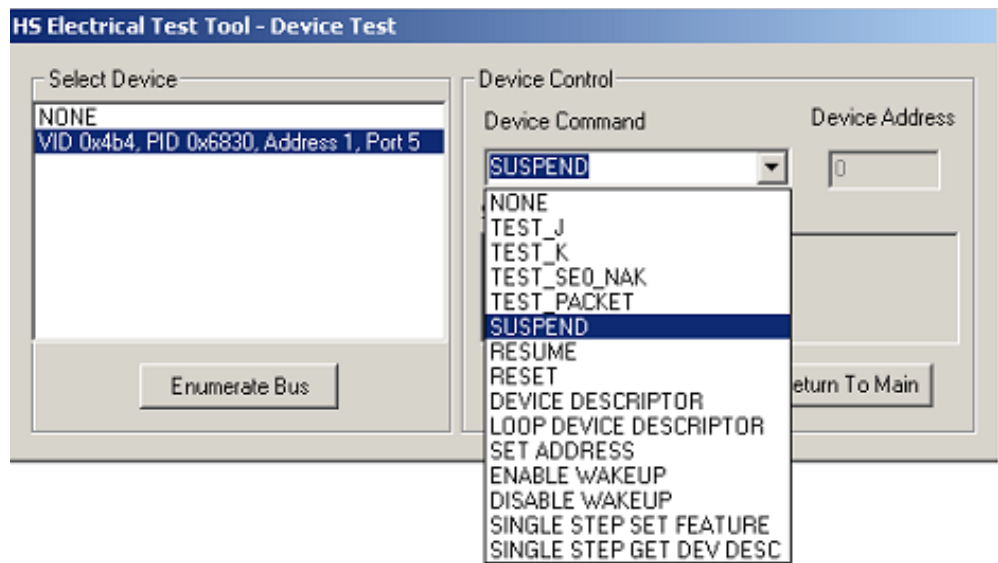 HS Electrical Test Tool - Device Test
Select Device
NONE
VID 0x4b4, PID 0x6830, Address 1, Port 5
Enumerate Bus
Device Control
Device Command
Device Address
SUSPEND
0
NONE
TEST_J
TEST_K
TEST_SE0_NAK
TEST_PACKET
SUSPEND
RESUME
RESET
DEVICE DESCRIPTOR
LOOP DEVICE DESCRIPTOR
SET ADDRESS
ENABLE WAKEUP
DISABLE WAKEUP
SINGLE STEP SET FEATURE
SINGLE STEP GET DEV DESC
eturn To Main